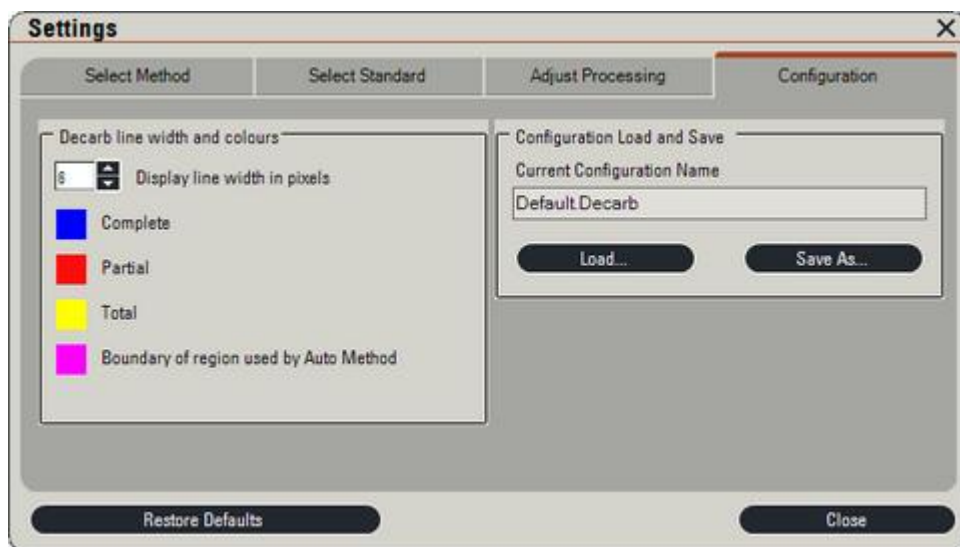 Settings
Select Method
Select Standard
Adjust Processing
Configuration
Decarb line width and colours
6
Display line width in pixels
Complete
Partial
Total
Boundary of region used by Auto Method
Configuration Load and Save
Current Configuration Name
Default.Decarb
Load...
Save As...
Restore Defaults
Close